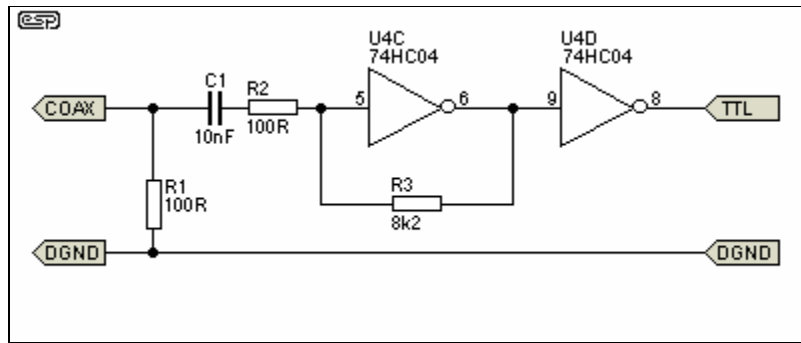 esp
U4C
74HC04
U4D
74HC04
C1
10nF
R2
100R
COAX
5
6
9
8
TTL
R1
100R
R3
8k2
DGND
DGND